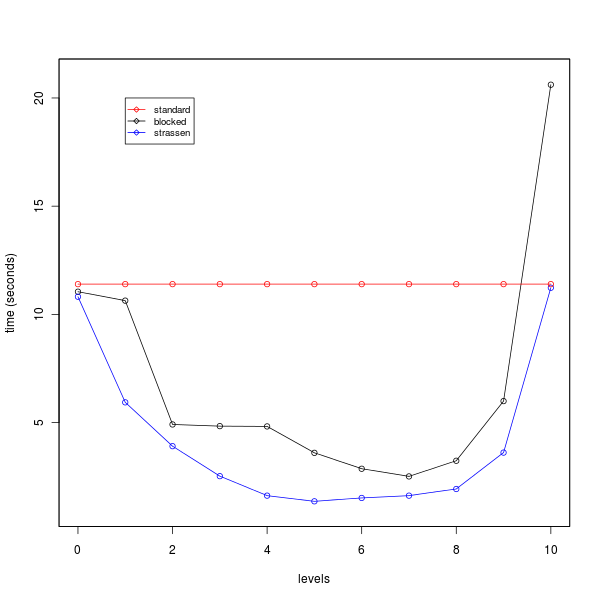 20
15
10
5
time (seconds)
standard
blocked
strassen
0 2 4 6 8 10
levels